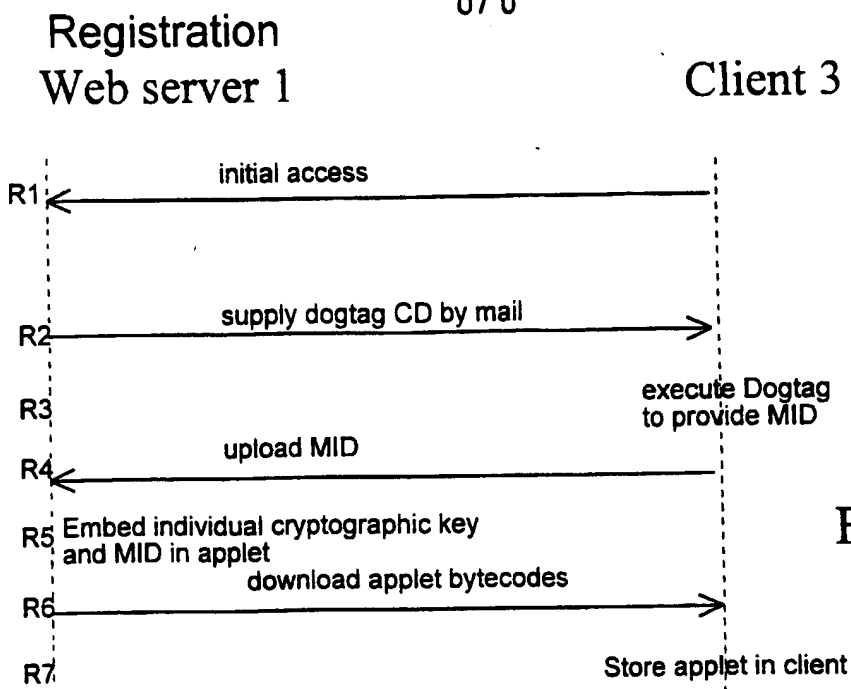 Registration
Web server 1
Client 3
R1
initial access
R2
supply dogtag CD by mail
R3
execute Dogtag
to provide MID
R4
upload MID
R5
Embed individual cryptographic key
and MID in applet
R6
download applet bytecodes
R7
Store applet in client